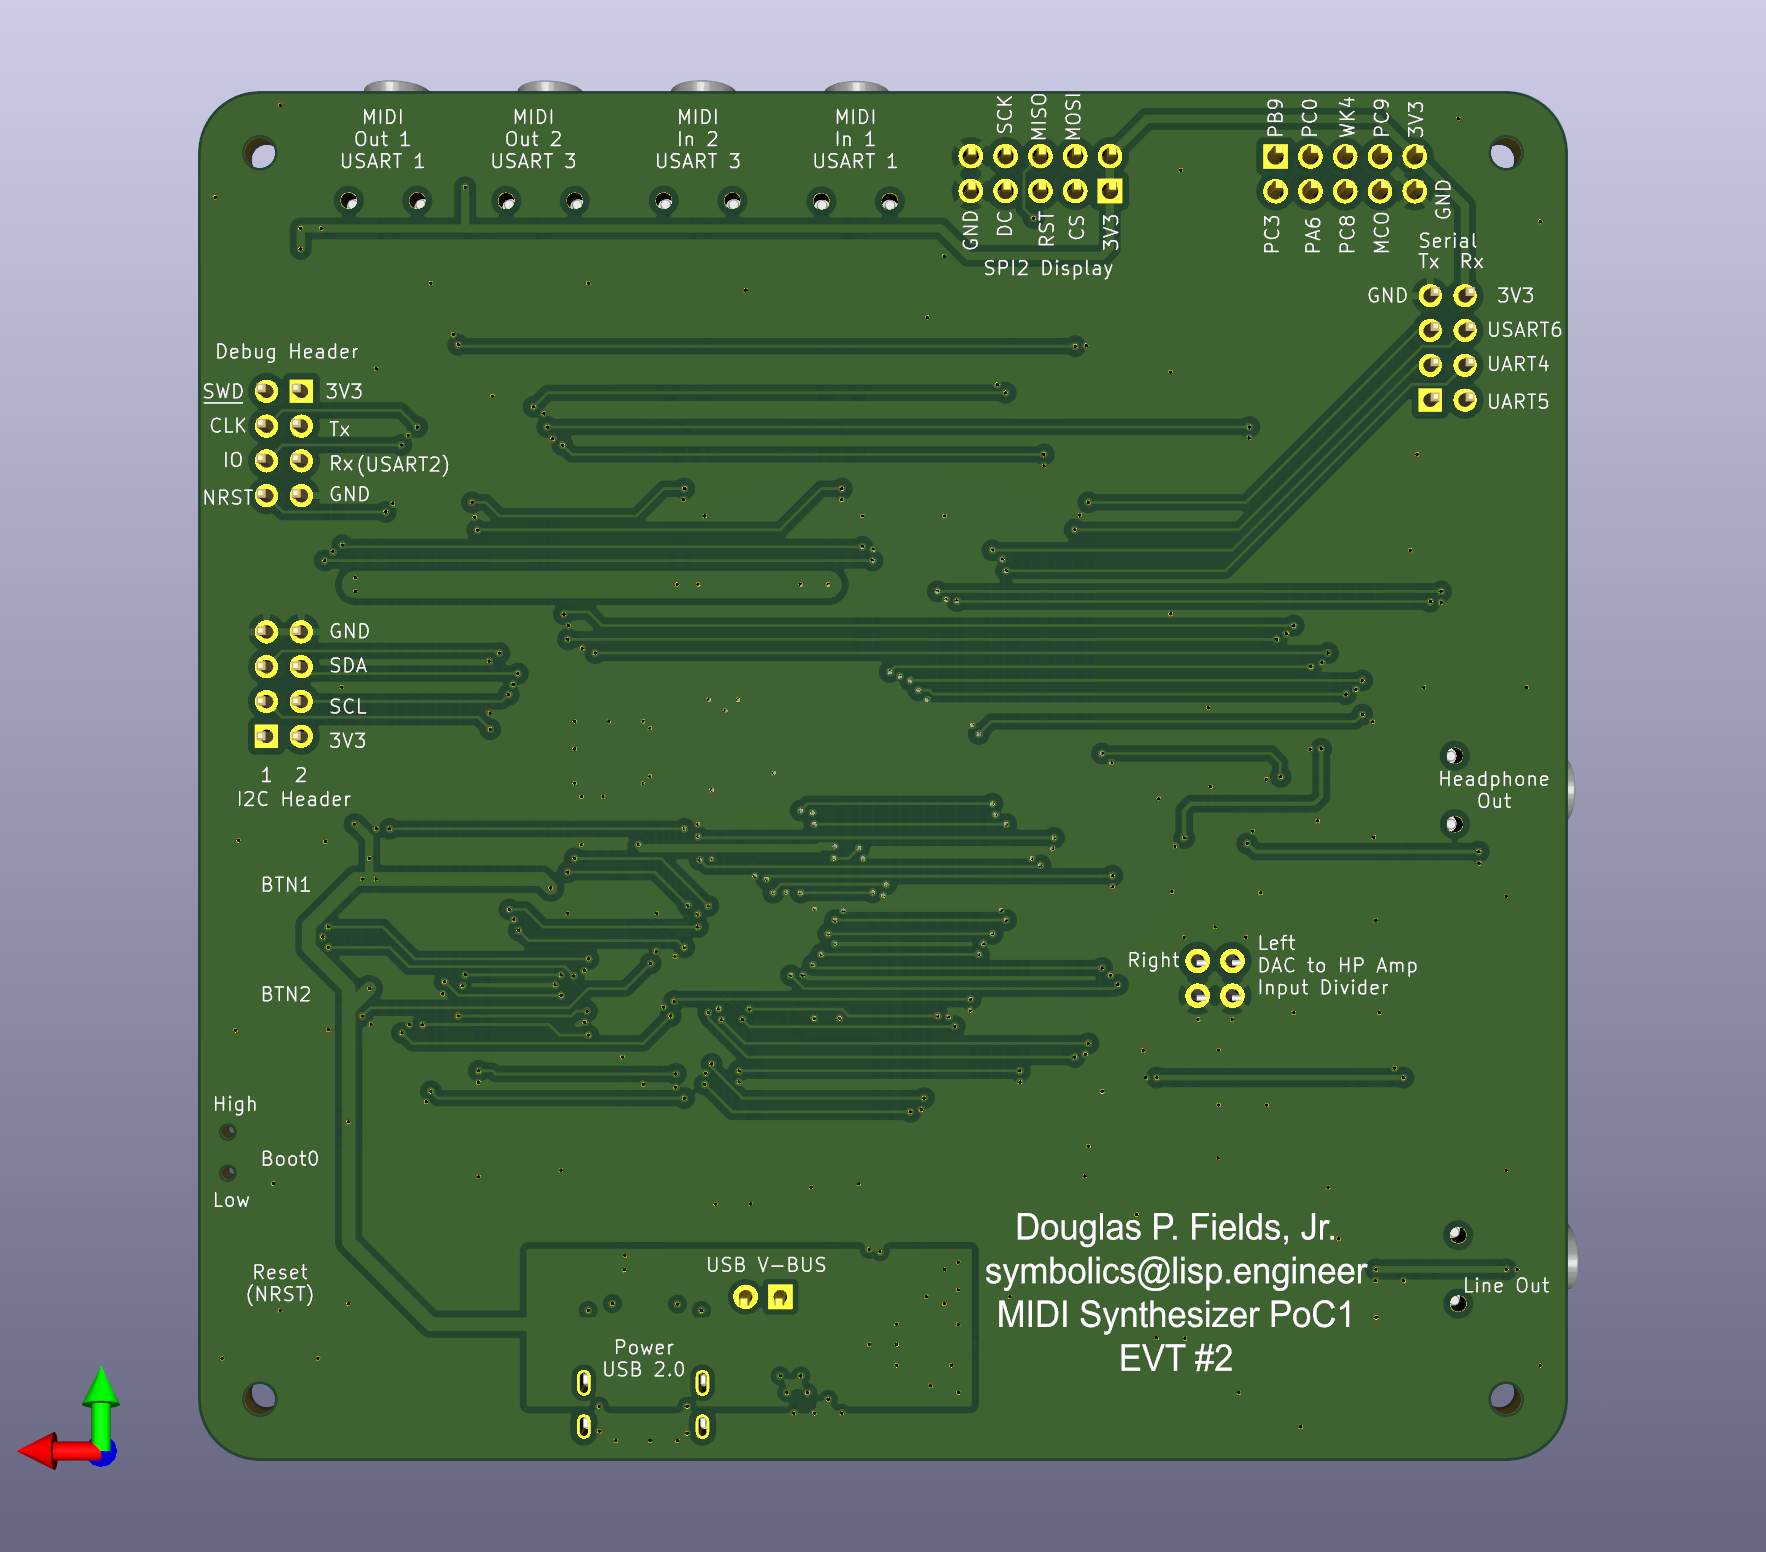 MIDI
Out 1
USART 1
MIDI
Out 2
USART 3
MIDI
In 2
USART 3
MIDI
In 1
USART 1
SCK
MISO
MOSI
GND
DC
RST
CS
3V3
SPI2 Display
PB9
PC0
WK4
PC9
3V3
PC3
PA6
PC8
MCO
GND
Serial
Tx Rx
GND 3V3
USART6
UART4
UART5
Debug Header
SWD 3V3
CLK Tx
IO Rx(USART2)
NRST GND
GND
SDA
SCL
3V3
1 2
I2C Header
Headphone
Out
BTN1
BTN2
Right
Left
DAC to HP Amp
Input Divider
High
Boot0
Low
Reset
(NRST)
USB V-BUS
Power
USB 2.0
Douglas P. Fields, Jr.
symbolics@lisp.engineer
MIDI Synthesizer PoC1
EVT #2
Line Out